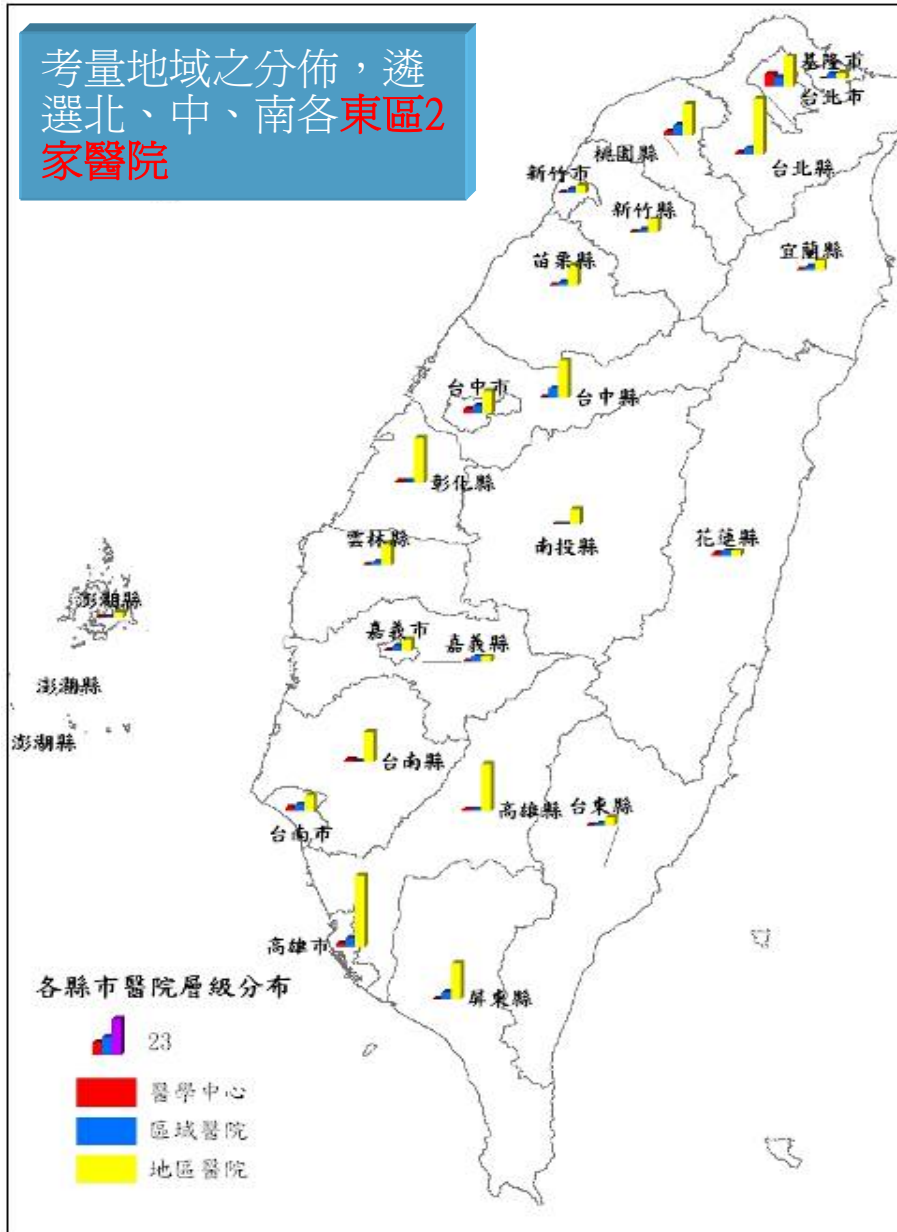 考量地域之分佈，遴
選北、中、南各東區2
家醫院
基隆市
台北市
桃園縣
台北縣
新竹市
新竹縣
宜蘭縣
苗栗縣
台中市
台中縣
彰化縣
南投縣
花蓮縣
雲林縣
澎湖縣
嘉義市
嘉義縣
澎湖縣
澎湖縣
台南縣
高雄縣
台東縣
台南市
高雄市
屏東縣
各縣市醫院層級分布
23
醫學中心
區域醫院
地區醫院